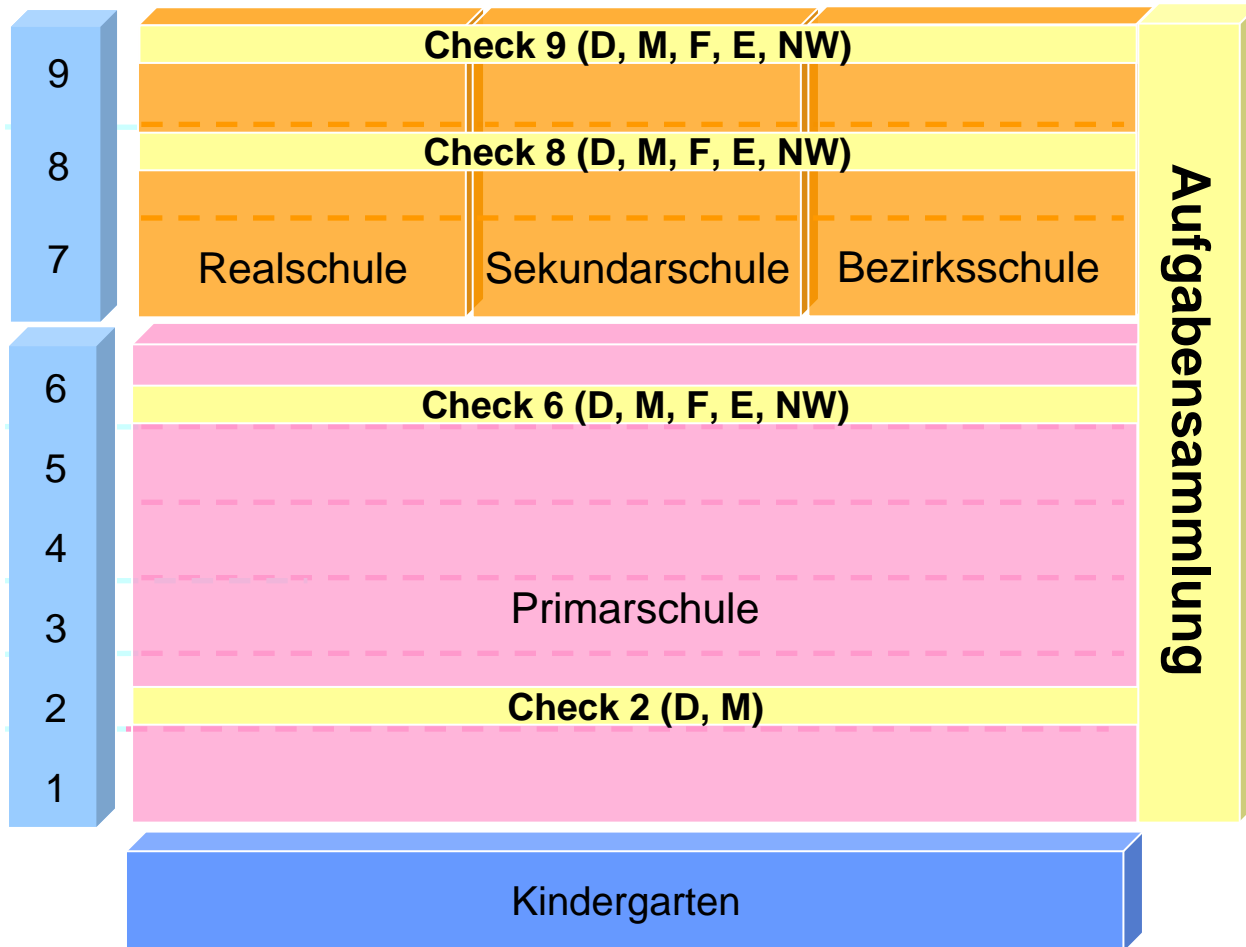 9
Check 9 (D, M, F, E, NW)
8
Check 8 (D, M, F, E, NW)
7
Realschule
Sekundarschule
Bezirksschule
6
Check 6 (D, M, F, E, NW)
5
4
3
Primarschule
2
Check 2 (D, M)
1
Kindergarten
Aufgabensammlung